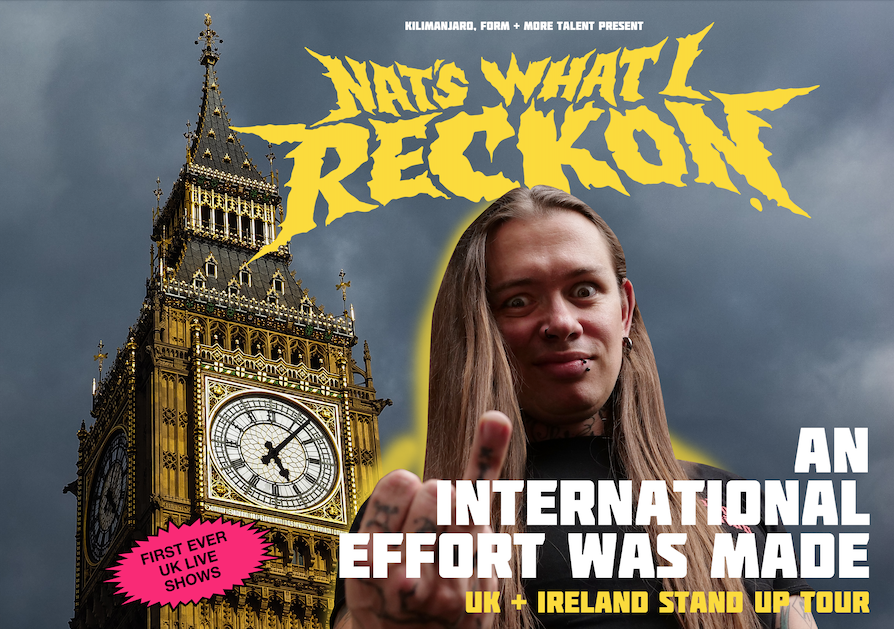 KILIMANJARO, FORM + MORE TALENT PRESENT
NAT'S WHAT I
RECKON
AN
INTERNATIONAL
EFFORT WAS MADE
UK + IRELAND STAND UP TOUR
FIRST EVER
UK LIVE
SHOWS